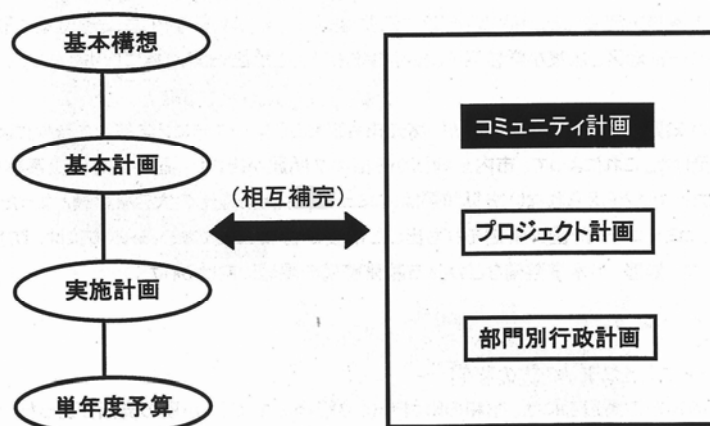 基本構想
基本計画
実施計画
単年度予算
(相互補完)
コミュニティ計画
プロジェクト計画
部門別行政計画